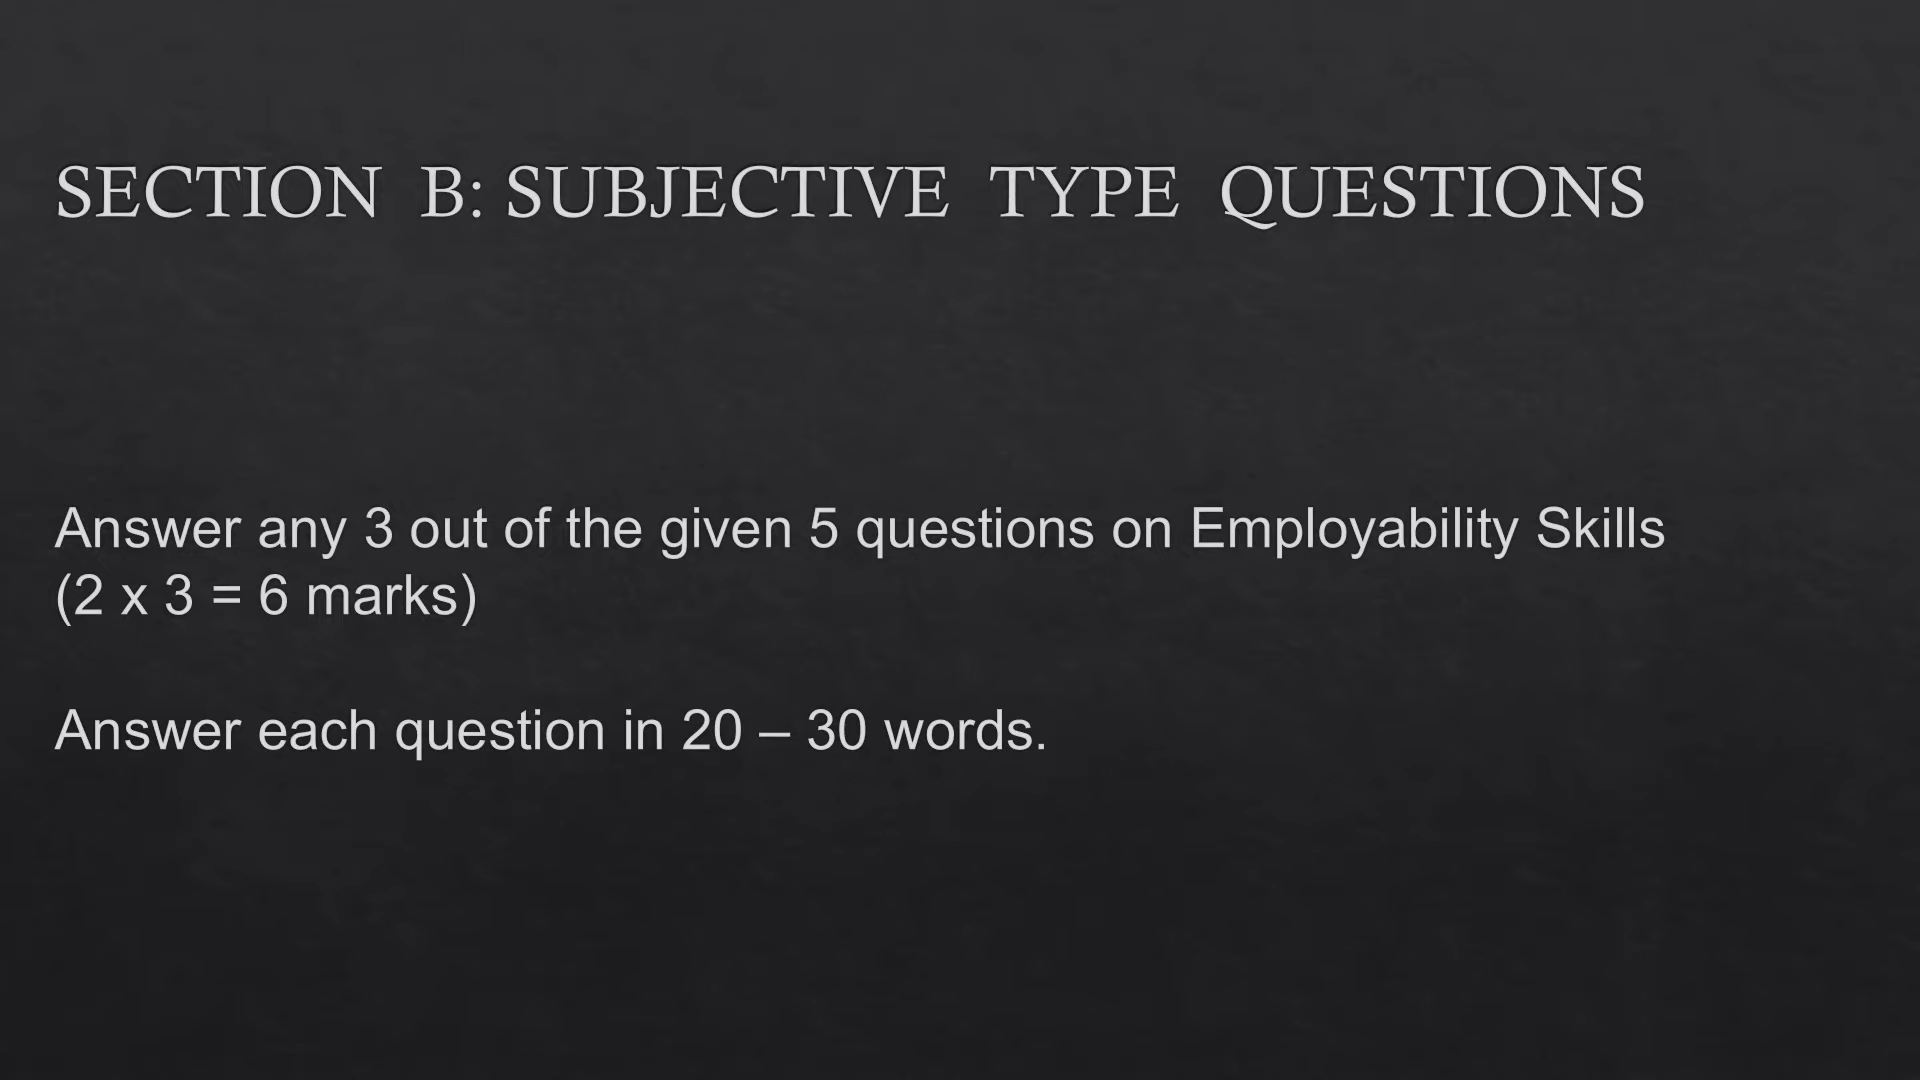 SECTION B: SUBJECTIVE TYPE QUESTIONS
Answer any 3 out of the given 5 questions on Employability Skills
(2 x 3 = 6 marks)
Answer each question in 20 – 30 words.